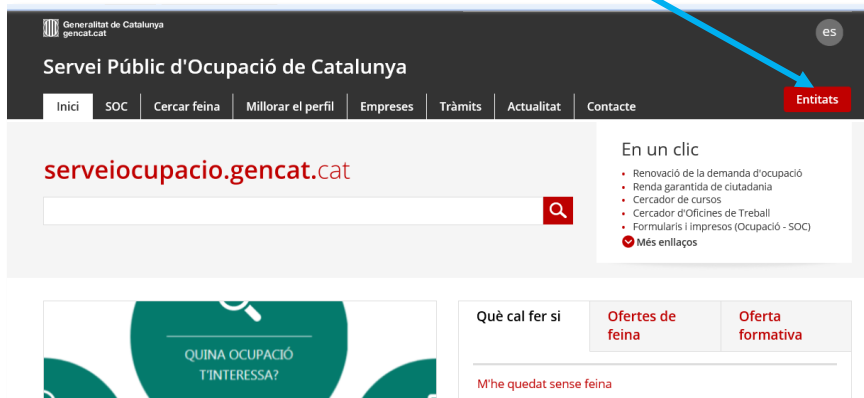 Generalitat de Catalunya
gencat.cat
es
Servei Públic d'Ocupació de Catalunya
Inici SOC Cercar feina Millorar el perfil Empreses Tràmits Actualitat Contacte Entitats
serveiocupacio.gencat.cat
En un clic
Renovació de la demanda d'ocupació
Renda garantida de ciutadania
Cercador de cursos
Cercador d'Oficines de Treball
Formularis i impresos (Ocupació - SOC)
Més enllaços
QUINA OCUPACIÓ
T'INTERESSA?
Què cal fer si
Ofertes de
feina
Oferta
formativa
M'he quedat sense feina